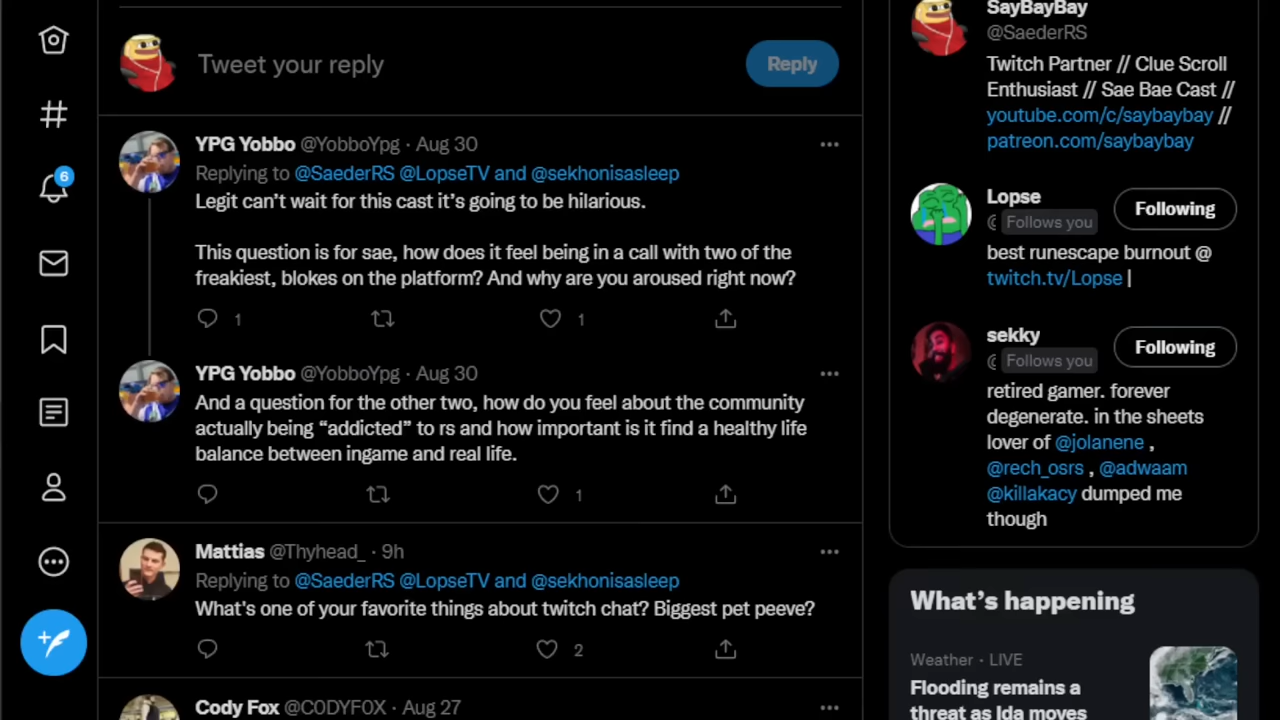 Tweet your reply
Reply
YPG Yobbo @YobboYpg · Aug 30
Replying to @SaederRS @LopseTV and @sekhonisasleep
Legit can’t wait for this cast it’s going to be hilarious.
This question is for sae, how does it feel being in a call with two of the
freakiest, blokes on the platform? And why are you aroused right now?
1
1
YPG Yobbo @YobboYpg · Aug 30
And a question for the other two, how do you feel about the community
actually being “addicted” to rs and how important is it find a healthy life
balance between ingame and real life.
1
Mattias @Thyhead_ · 9h
Replying to @SaederRS @LopseTV and @sekhonisasleep
What’s one of your favorite things about twitch chat? Biggest pet peeve?
2
Cody Fox @C0DYF0X · Aug 27
6
SayBayBay
@SaederRS
Twitch Partner // Clue Scroll
Enthusiast // Sae Bae Cast //
youtube.com/c/saybaybay //
patreon.com/saybaybay
Lopse
Follows you
Following
best runescape burnout @
twitch.tv/Lopse |
sekky
Follows you
Following
retired gamer. forever
degenerate. in the sheets
lover of @jolanene ,
@rech_osrs , @adwaam
@killakacy dumped me
though
What’s happening
Weather · LIVE
Flooding remains a
threat as Ida moves